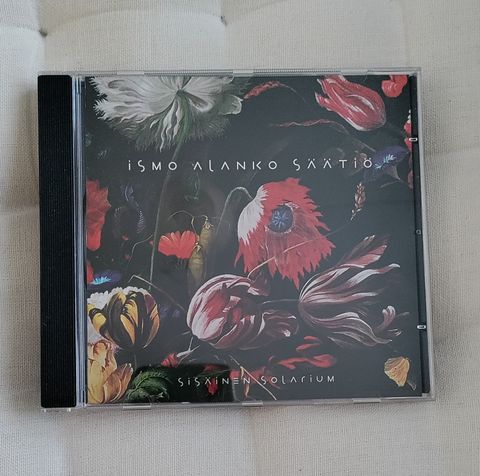 iSMO ALANKO SÄÄTIÖ
SiSÄiNEN SOLARiUM